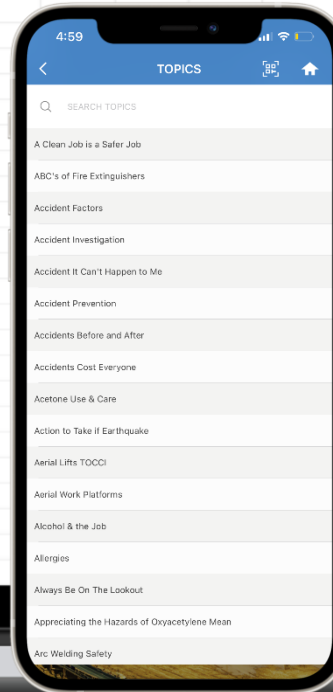 4:59
TOPICS
SEARCH TOPICS
A Clean Job is a Safer Job
ABC's of Fire Extinguishers
Accident Factors
Accident Investigation
Accident It Can't Happen to Me
Accident Prevention
Accidents Before and After
Accidents Cost Everyone
Acetone Use & Care
Action to Take if Earthquake
Aerial Lifts TOCCI
Aerial Work Platforms
Alcohol & the Job
Allergies
Always Be On The Lookout
Appreciating the Hazards of Oxyacetylene Mean
Arc Welding Safety